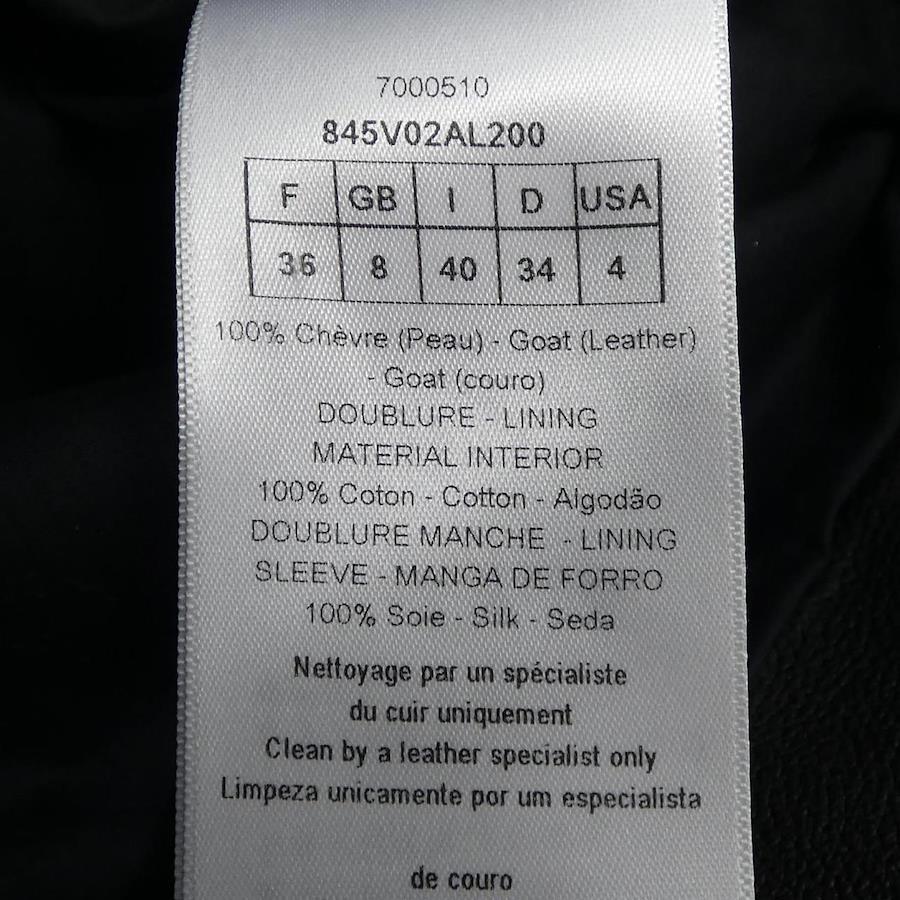 7000510
845V02AL200
F GB I D USA
36 8 40 34 4
100% Chèvre (Peau) - Goat (Leather)
- Goat (couro)
DOUBLURE - LINING
MATERIAL INTERIOR
100% Coton - Cotton - Algodão
DOUBLURE MANCHE - LINING
SLEEVE - MANGA DE FORRO
100% Soie - Silk - Seda
Nettoyage par un spécialiste
du cuir uniquement
Clean by a leather specialist only
Limpeza unicamente por um especialista
de couro